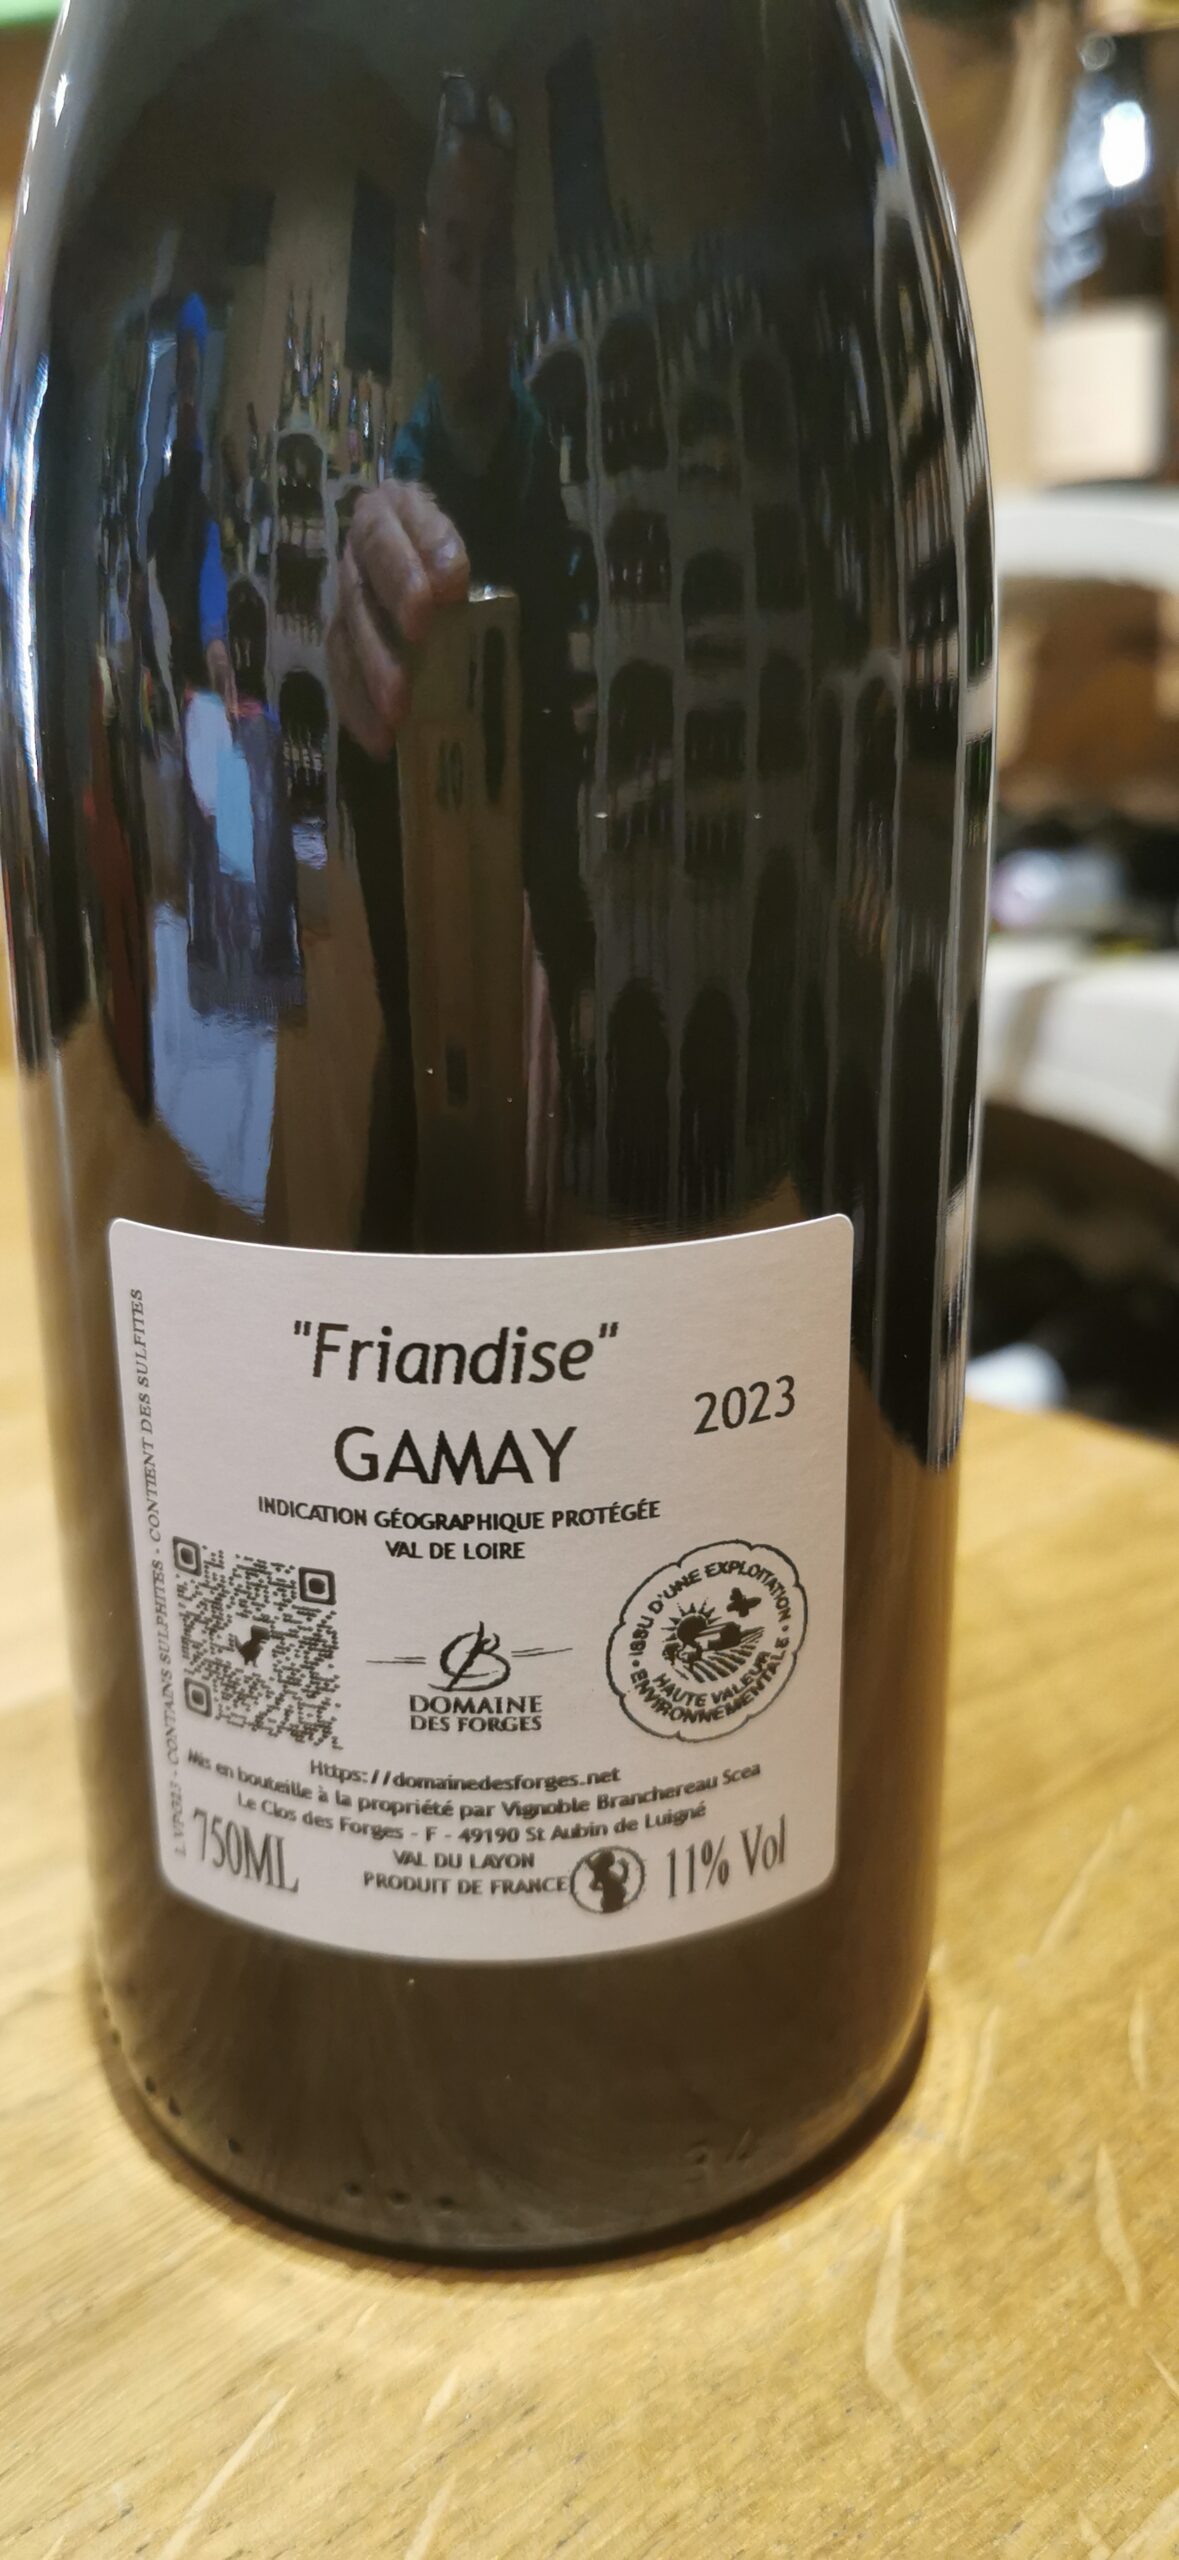 "Friandise"
2023
GAMAY
INDICATION GÉOGRAPHIQUE PROTÉGÉE
VAL DE LOIRE
• ISSU D'UNE EXPLOITATION •
HAUTE VALEUR
ENVIRONNEMENTALE
DOMAINE
DES FORGES
Https://domainedesforges.net
Mis en bouteille à la propriété par Vignoble Branchereau Scea
Le Clos des Forges - F - 49190 St Aubin de Luigné
VAL DU LAYON
750ML
PRODUIT DE FRANCE
11% Vol
CONTAINS SULPHITES - CONTIENT DES SULFITES